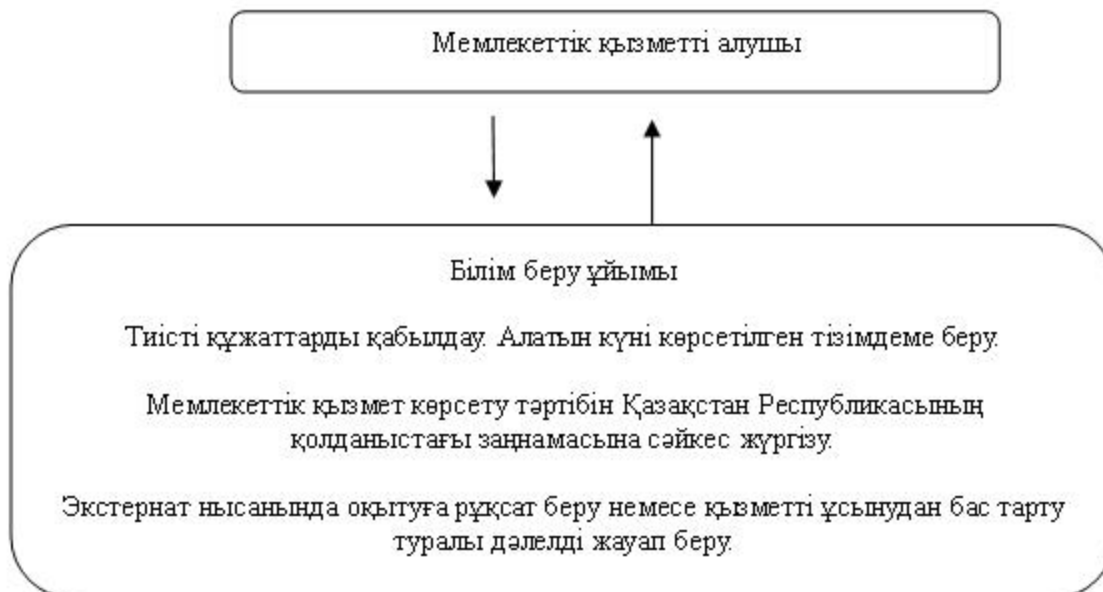 Мемлекеттік қызметті алушы
Білім беру ұйымы
Тиісті құжаттарды қабылдау. Алатын күні көрсетілген тізімдеме беру.
Мемлекеттік қызмет көрсету тәртібін Қазақстан Республикасының
қолданыстағы заңнамасына сәйкес жүргізу.
Экстернат нысанында оқытуға рұқсат беру немесе қызметті ұсынудан бас тарту
туралы дәлелді жауап беру.